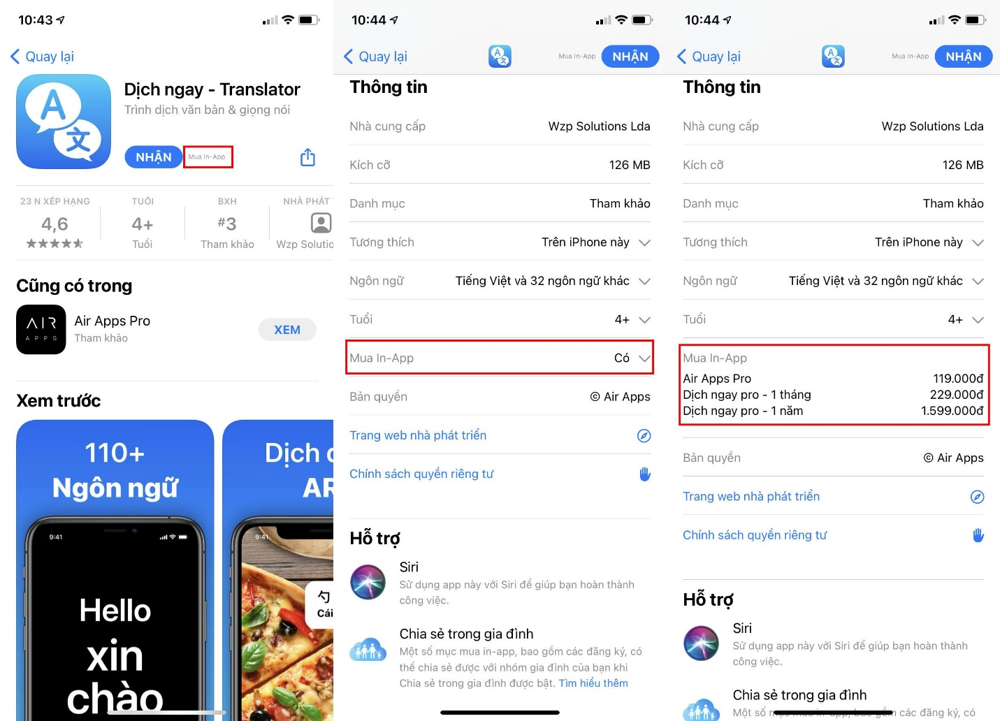 10:43
Quay lại
A
文
Dịch ngay - Translator
Trình dịch văn bản & giọng nói
NHẬN
Mua In-App
23 N XẾP HẠNG
4,6
TUỔI
4+
Tuổi
BXH
#3
Tham khảo
NHÀ PHÁT
Wzp Solutio
Cũng có trong
AIR
APPS
Air Apps Pro
Tham khảo
XEM
Xem trước
110+
Ngôn ngữ
9:41
Hello
xin
chào
Dịch
AR
9:41
勺
Cái
10:44
Quay lại
A
文
Mua In-App
NHẬN
Thông tin
Nhà cung cấp Wzp Solutions Lda
Kích cỡ 126 MB
Danh mục Tham khảo
Tương thích Trên iPhone này
Ngôn ngữ Tiếng Việt và 32 ngôn ngữ khác
Tuổi 4+
Mua In-App Có
Bản quyền © Air Apps
Trang web nhà phát triển
Chính sách quyền riêng tư
Hỗ trợ
Siri
Sử dụng app này với Siri để giúp bạn hoàn thành
công việc.
Chia sẻ trong gia đình
Một số mục mua in-app, bao gồm các đăng ký, có
thể chia sẻ được với nhóm gia đình của bạn khi
Chia sẻ trong gia đình được bật. Tìm hiểu thêm
10:44
Quay lại
A
文
Mua In-App
NHẬN
Thông tin
Nhà cung cấp Wzp Solutions Lda
Kích cỡ 126 MB
Danh mục Tham khảo
Tương thích Trên iPhone này
Ngôn ngữ Tiếng Việt và 32 ngôn ngữ khác
Tuổi 4+
Mua In-App
Air Apps Pro 119.000đ
Dịch ngay pro - 1 tháng 229.000đ
Dịch ngay pro - 1 năm 1.599.000đ
Bản quyền © Air Apps
Trang web nhà phát triển
Chính sách quyền riêng tư
Hỗ trợ
Siri
Sử dụng app này với Siri để giúp bạn hoàn thành
công việc.
Chia sẻ trong gia đình
Một số mục mua in-app, bao gồm các đăng ký, có